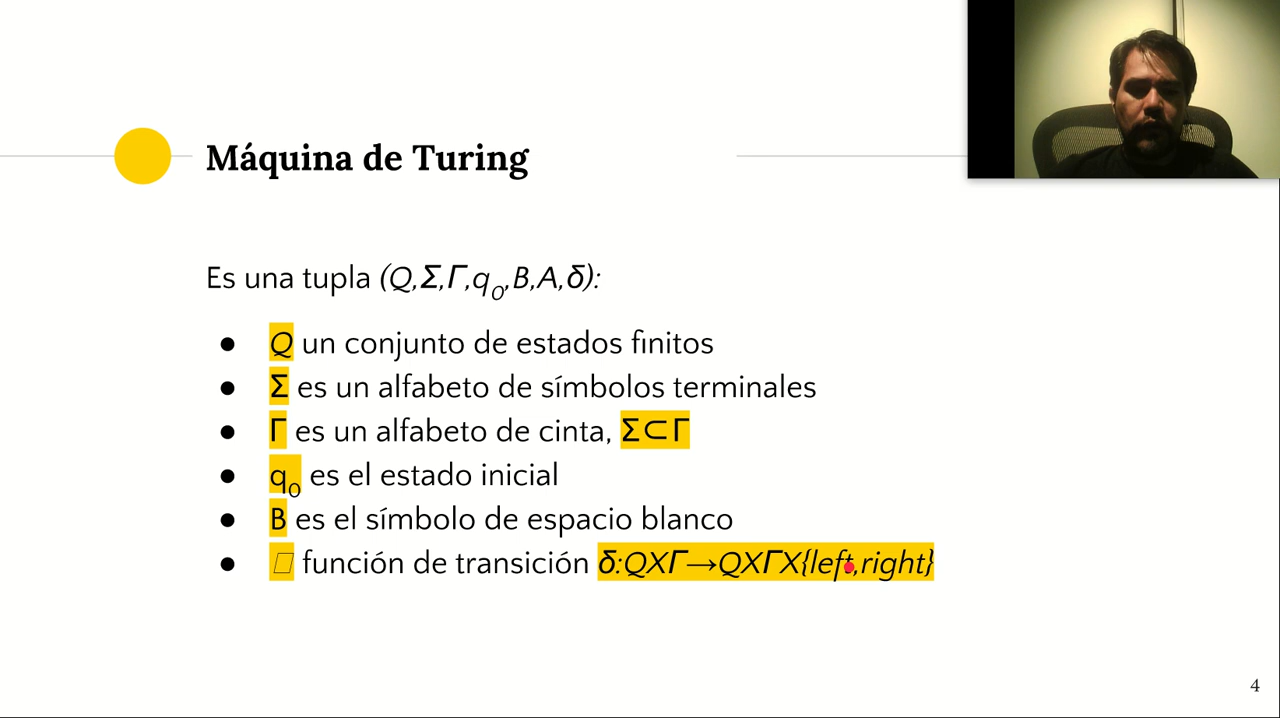 Máquina de Turing
Es una tupla (Q,Σ,Γ,q0,B,A,δ):
● Q un conjunto de estados finitos
● Σ es un alfabeto de símbolos terminales
● Γ es un alfabeto de cinta, Σ⊂Γ
● q0 es el estado inicial
● B es el símbolo de espacio blanco
● □ función de transición δ:QXΓ→QXΓX{left,right}
4